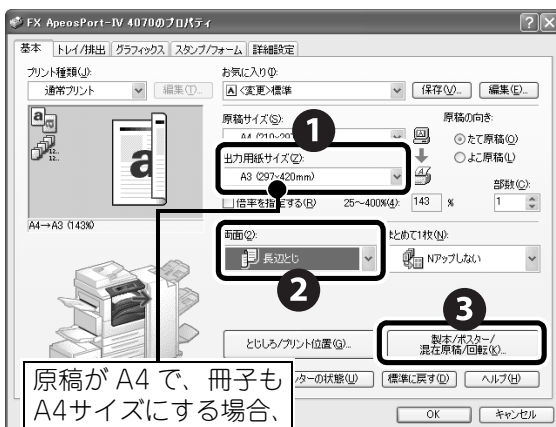 FX ApeosPort-IV 4070のプロパティ
基本 トレイ/排出 グラフィックス スタンプ/フォーム 詳細設定
プリント種類(J):
通常プリント 編集(T)...
お気に入り(I):
A <変更>標準 保存(V)... 編集(E)...
原稿サイズ(S):
原稿の向き:
たて原稿(O)
よこ原稿(L)
1
出力用紙サイズ(Z):
A3 (297×420mm)
倍率を指定する(R) 25~400%(4): 143 %
部数(C):
1
A4→A3 (143%)
両面(2):
長辺とじ
まとめて1枚(N):
Nアップしない
2
3
とじしろ/プリント位置(G)...
製本/ポスター/
混在原稿/回転(K)...
ターの状態(U) 標準に戻す(D) ヘルプ(H)
原稿が A4 で、冊子も
A4サイズにする場合、
OK キャンセル